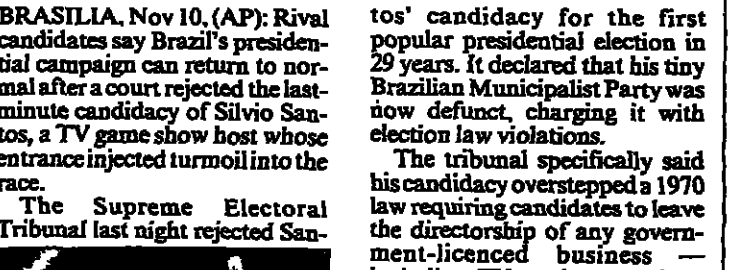 BRASILIA, Nov 10, (AP): Rival
candidates say Brazil's presiden-
tial campaign can return to nor-
mal after a court rejected the last-
minute candidacy of Silvio San-
tos, a TV game show host whose
entrance injected turmoil into the
race.
The Supreme Electoral
Tribunal last night rejected San-
tos' candidacy for the first
popular presidential election in
29 years. It declared that his tiny
Brazilian Municipalist Party was
now defunct, charging it with
election law violations.
The tribunal specifically said
his candidacy overstepped a 1970
law requiring candidates to leave
the directorship of any govern-
ment-licenced business —